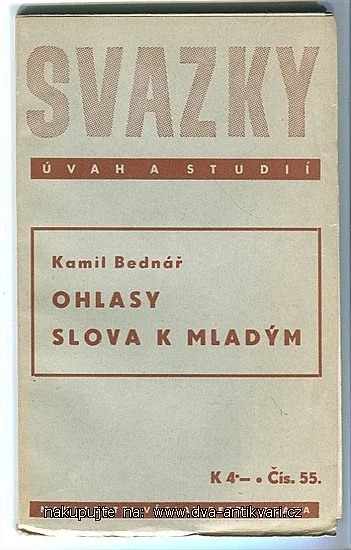 SVAZKY
ÚVAH A STUDIÍ
Kamil Bednář
OHLASY
SLOVA K MLADÝM
K 4·— • Čís. 55.
nakupujte na: www.dva-antikvari.cz